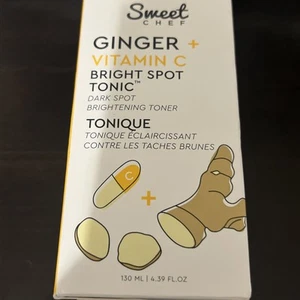 Sweet
CHEF
GINGER +
VITAMIN C
BRIGHT SPOT
TONIC™
DARK SPOT
BRIGHTENING TONER
TONIQUE
TONIQUE ÉCLAIRCISSANT
CONTRE LES TACHES BRUNES
C
+
130 ML | 4.39 FL.OZ